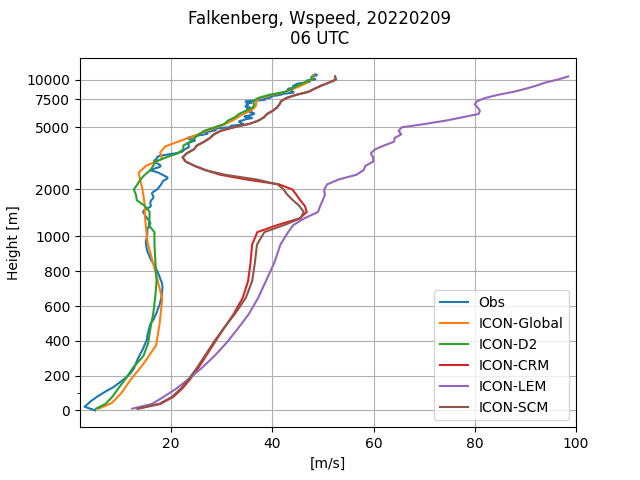 Falkenberg, Wspeed, 20220209
06 UTC
Height [m]
10000
7500
5000
2000
1000
800
600
400
200
0
Obs
ICON-Global
ICON-D2
ICON-CRM
ICON-LEM
ICON-SCM
20 40 60 80 100
[m/s]